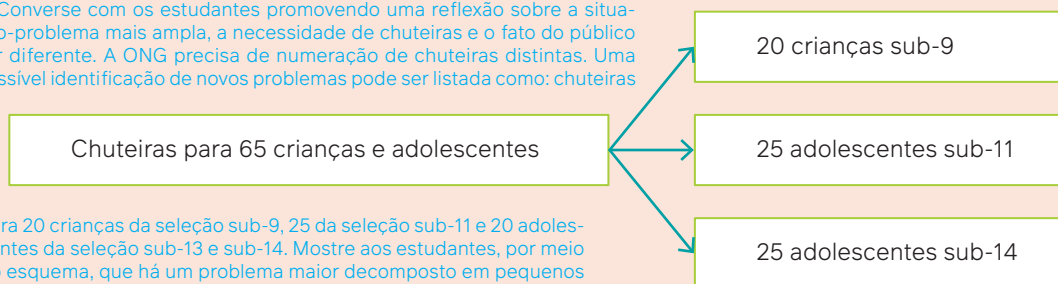 Converse com os estudantes promovendo uma reflexão sobre a situa-
o-problema mais ampla, a necessidade de chuteiras e o fato do público
r diferente. A ONG precisa de numeração de chuteiras distintas. Uma
ssível identificação de novos problemas pode ser listada como: chuteiras
20 crianças sub-9
Chuteiras para 65 crianças e adolescentes
25 adolescentes sub-11
ra 20 crianças da seleção sub-9, 25 da seleção sub-11 e 20 adoles-
ntes da seleção sub-13 e sub-14. Mostre aos estudantes, por meio
esquema, que há um problema maior decomposto em pequenos
25 adolescentes sub-14